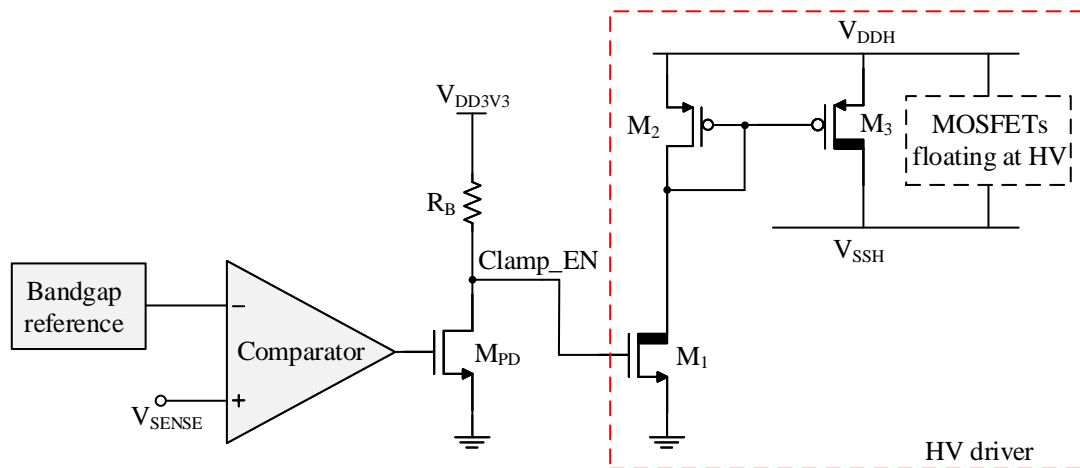 V_DDH
V_DD3V3
M_2
M_3
MOSFETs
floating at HV
R_B
V_SSH
Clamp_EN
Bandgap
reference
−
Comparator
M_PD
M_1
+
V_SENSE
HV driver